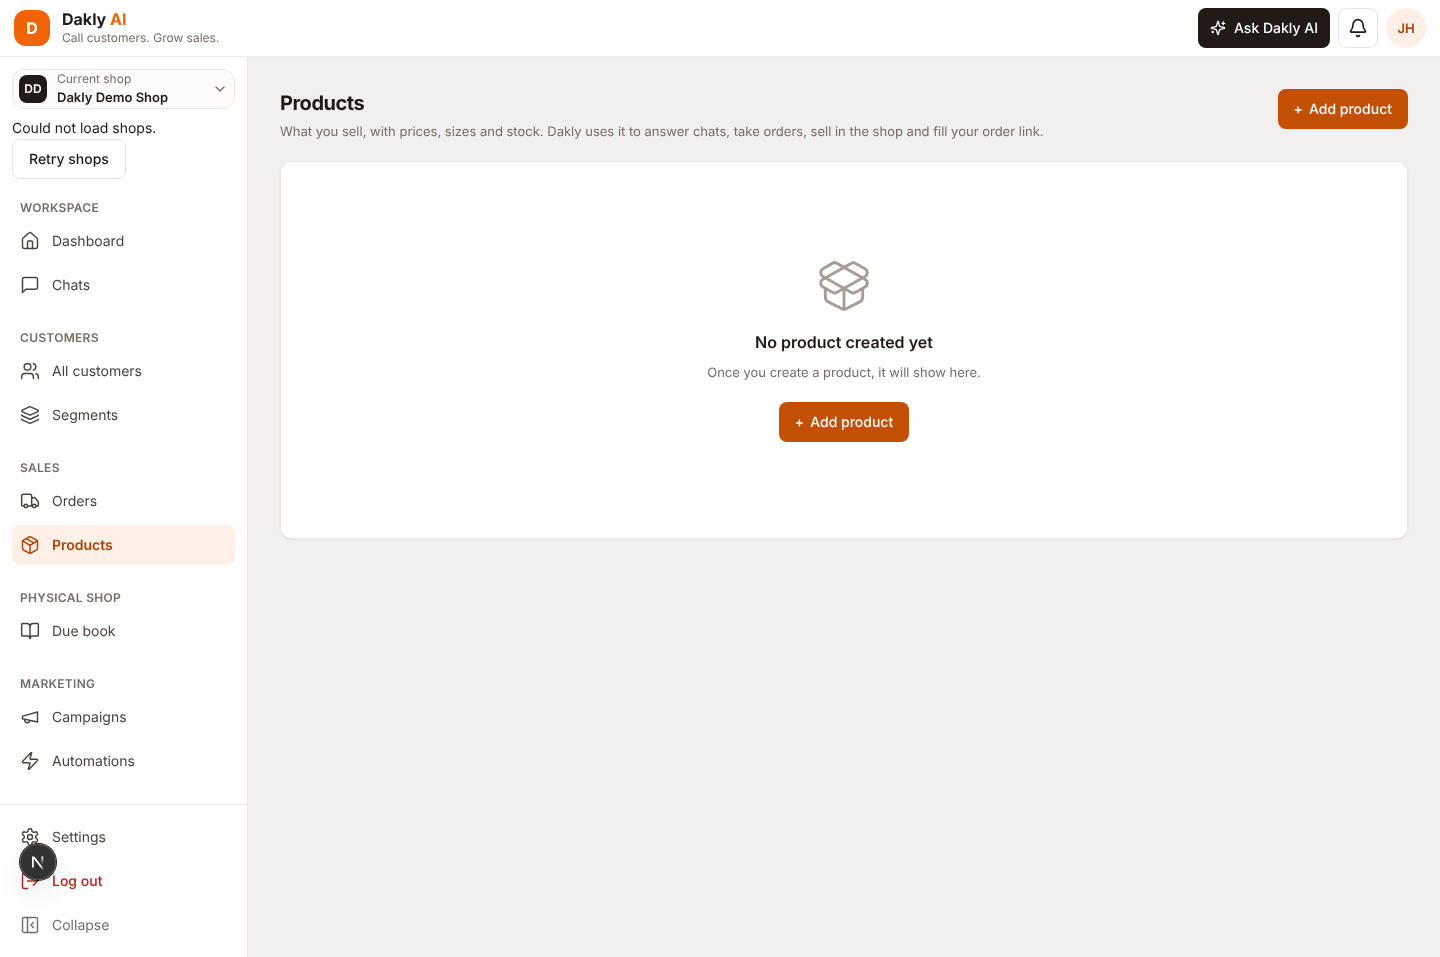 D
Dakly AI
Call customers. Grow sales.
Ask Dakly AI
JH
DD
Current shop
Dakly Demo Shop
Could not load shops.
Retry shops
WORKSPACE
Dashboard
Chats
CUSTOMERS
All customers
Segments
SALES
Orders
Products
PHYSICAL SHOP
Due book
MARKETING
Campaigns
Automations
Settings
N
Log out
Collapse
Products
What you sell, with prices, sizes and stock. Dakly uses it to answer chats, take orders, sell in the shop and fill your order link.
+ Add product
No product created yet
Once you create a product, it will show here.
+ Add product